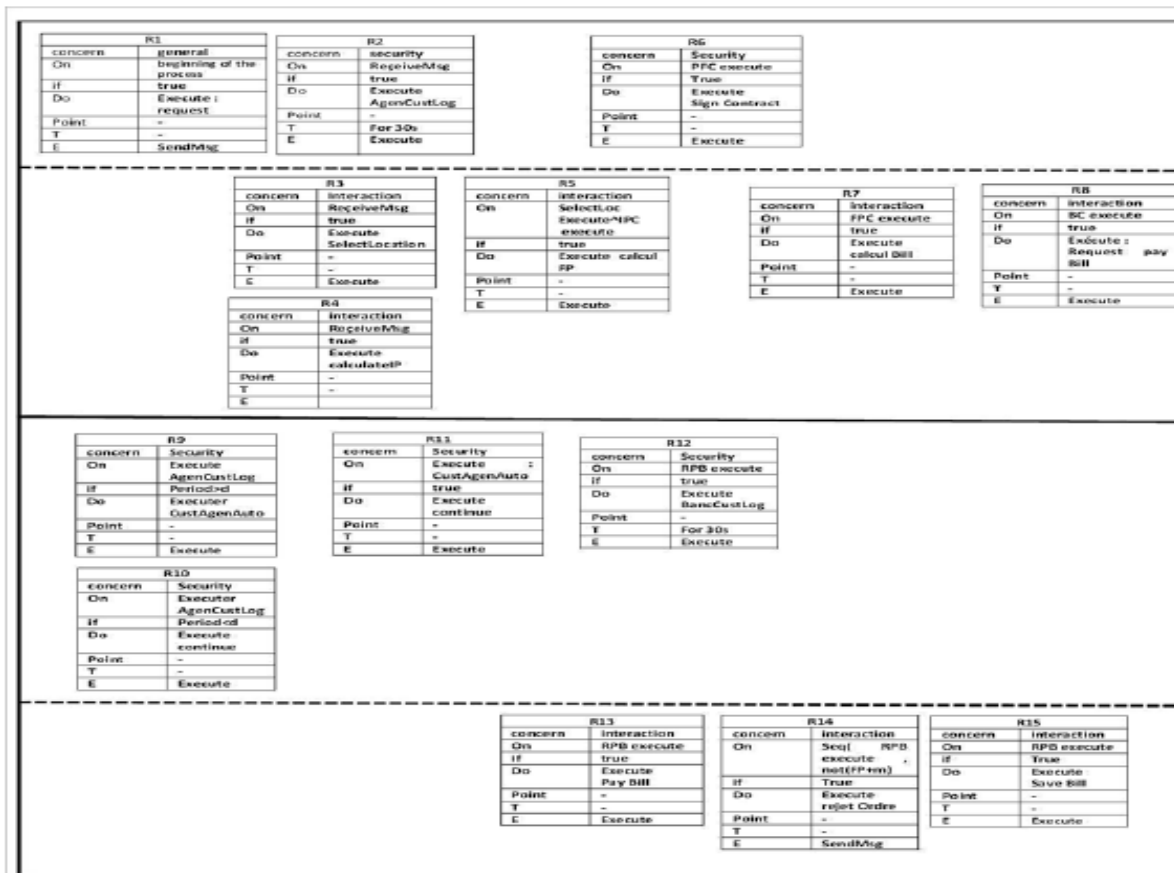 R1
concern general
On beginning of the
process
if true
Do Execute :
request
Point -
T -
E SendMsg
R2
concern security
On ReceiveMsg
if true
Do Execute
AgenCustLog
Point -
T For 30s
E Execute
R6
concern Security
On PFC execute
if True
Do Execute
Sign Contract
Point -
T -
E Execute
R3
concern interaction
On ReceiveMsg
if true
Do Execute
SelectLocation
Point -
T -
E Execute
R5
concern interaction
On SelectLoc
Execute^IPC
execute
if true
Do Execute calcul
FP
Point -
T -
E Execute
R7
concern interaction
On FPC execute
if true
Do Execute
calcul Bill
Point -
T -
E Execute
R8
concern interaction
On BC execute
if true
Do Exécute :
Request pay
Bill
Point -
T -
E Execute
R4
concern interaction
On ReceiveMsg
if true
Do Execute
calculateIP
Point -
T -
E
R9
concern Security
On Execute
AgenCustLog
if Period>d
Do Executer
CustAgenAuto
Point -
T -
E Execute
R11
concern Security
On Execute :
CustAgenAuto
if true
Do Execute
continue
Point -
T -
E Execute
R12
concern Security
On RPB execute
if true
Do Execute
BancCustLog
Point -
T For 30s
E Execute
R10
concern Security
On Executer
AgenCustLog
if Period<d
Do Execute
continue
Point -
T -
E Execute
R13
concern interaction
On RPB execute
if true
Do Execute
Pay Bill
Point -
T -
E Execute
R14
concern interaction
On Seq( RPB
execute ,
not(FP+m)
if True
Do Execute
rejet Ordre
Point -
T -
E SendMsg
R15
concern interaction
On RPB execute
if True
Do Execute
Save Bill
Point -
T -
E Execute